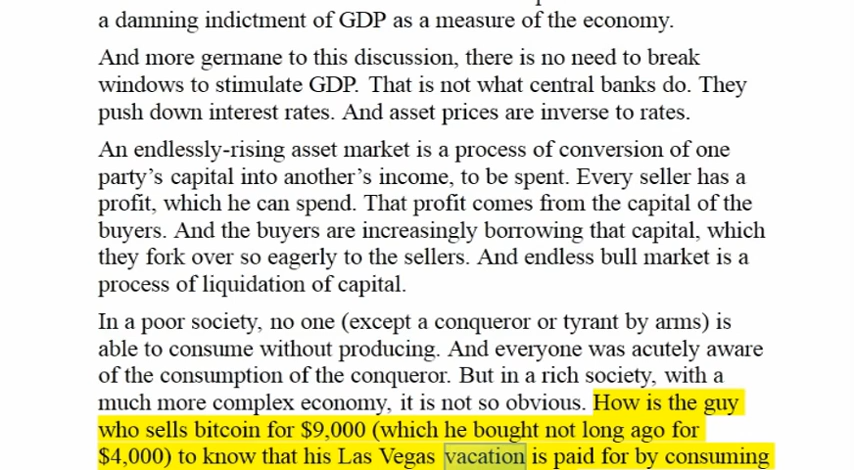 a damning indictment of GDP as a measure of the economy.
And more germane to this discussion, there is no need to break
windows to stimulate GDP. That is not what central banks do. They
push down interest rates. And asset prices are inverse to rates.
An endlessly-rising asset market is a process of conversion of one
party’s capital into another’s income, to be spent. Every seller has a
profit, which he can spend. That profit comes from the capital of the
buyers. And the buyers are increasingly borrowing that capital, which
they fork over so eagerly to the sellers. And endless bull market is a
process of liquidation of capital.
In a poor society, no one (except a conqueror or tyrant by arms) is
able to consume without producing. And everyone was acutely aware
of the consumption of the conqueror. But in a rich society, with a
much more complex economy, it is not so obvious. How is the guy
who sells bitcoin for $9,000 (which he bought not long ago for
$4,000) to know that his Las Vegas vacation is paid for by consuming